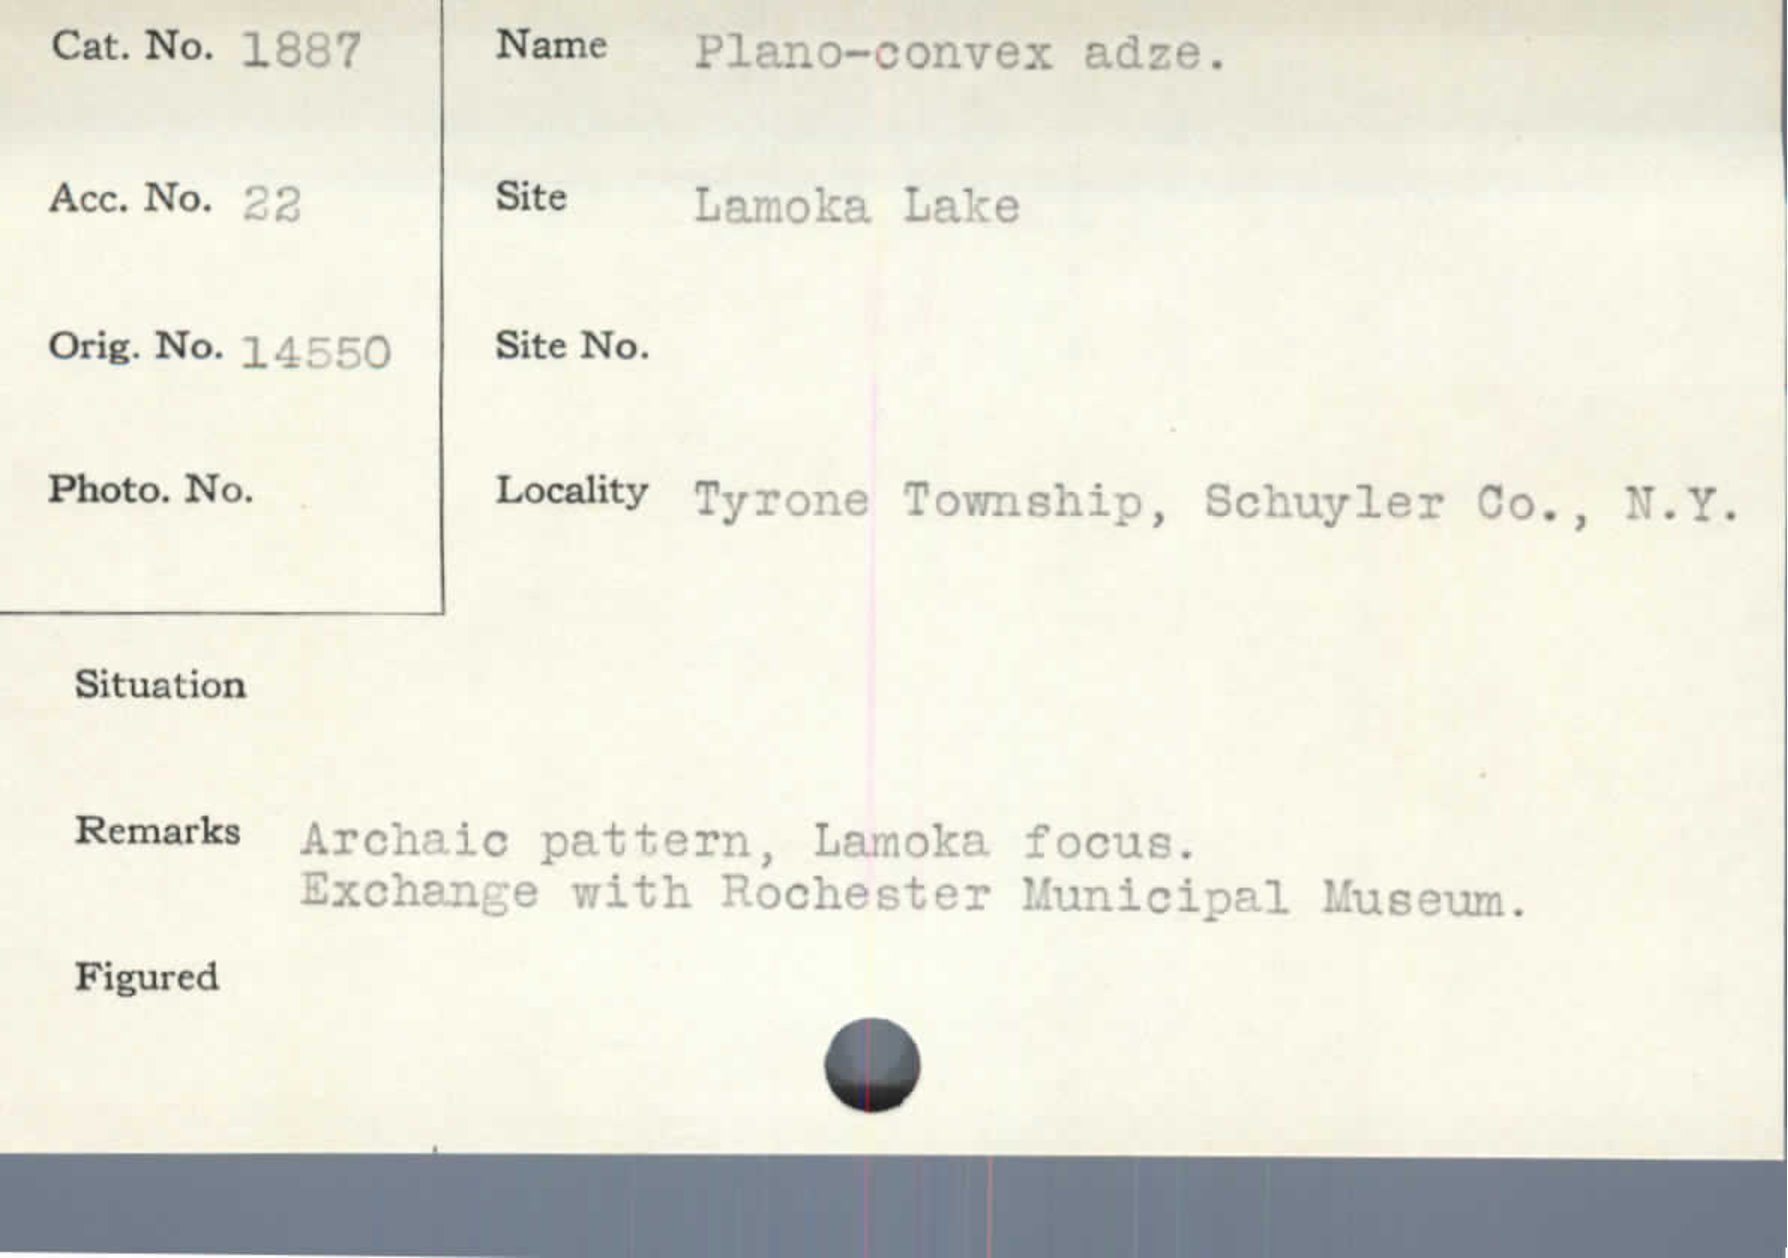 Cat. No. 1887
Name Plano-convex adze.
Acc. No. 22
Site Lamoka Lake
Orig. No. 14550
Site No.
Photo. No.
Locality Tyrone Township, Schuyler Co., N.Y.
Situation
Remarks Archaic pattern, Lamoka focus.
Exchange with Rochester Municipal Museum.
Figured